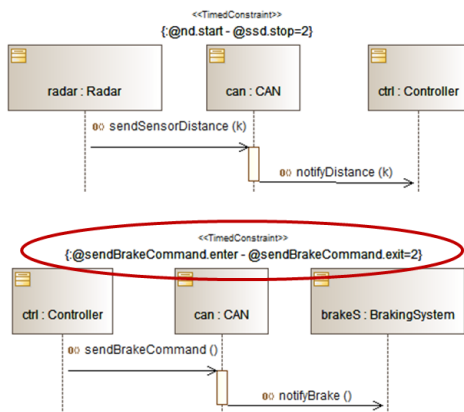 <<TimedConstraint>>
{:@nd.start - @ssd.stop=2}
radar : Radar
can : CAN
ctrl : Controller
sendSensorDistance (k)
notifyDistance (k)
<<TimedConstraint>>
{:@sendBrakeCommand.enter - @sendBrakeCommand.exit=2}
ctrl : Controller
can : CAN
brakeS : BrakingSystem
sendBrakeCommand ()
notifyBrake ()